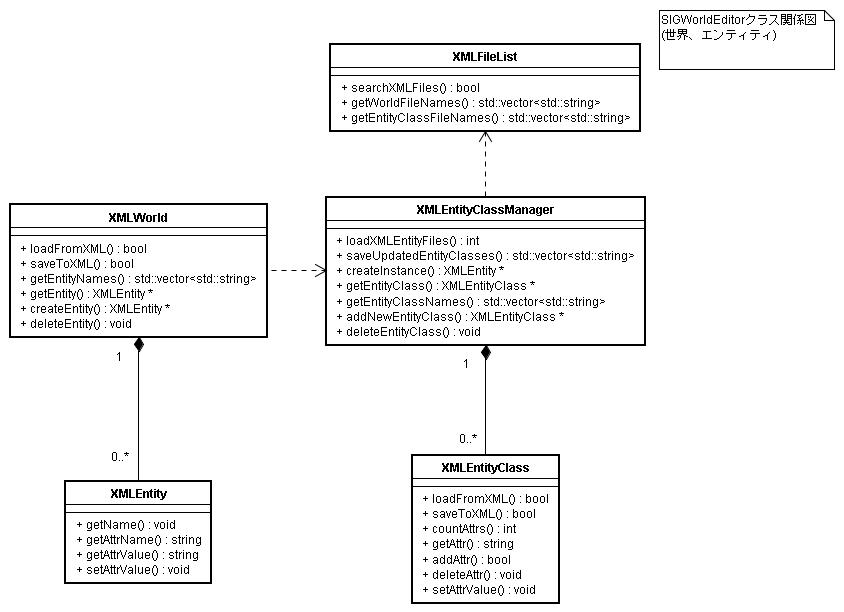 SIGWorldEditorクラス関係図
(世界、エンティティ)
XMLFileList
+ searchXMLFiles() : bool
+ getWorldFileNames() : std::vector<std::string>
+ getEntityClassFileNames() : std::vector<std::string>
XMLWorld
+ loadFromXML() : bool
+ saveToXML() : bool
+ getEntityNames() : std::vector<std::string>
+ getEntity() : XMLEntity *
+ createEntity() : XMLEntity *
+ deleteEntity() : void
XMLEntityClassManager
+ loadXMLEntityFiles() : int
+ saveUpdatedEntityClasses() : std::vector<std::string>
+ createInstance() : XMLEntity *
+ getEntityClass() : XMLEntityClass *
+ getEntityClassNames() : std::vector<std::string>
+ addNewEntityClass() : XMLEntityClass *
+ deleteEntityClass() : void
1
0..*
1
0..*
XMLEntity
+ getName() : void
+ getAttrName() : string
+ getAttrValue() : string
+ setAttrValue() : void
XMLEntityClass
+ loadFromXML() : bool
+ saveToXML() : bool
+ countAttrs() : int
+ getAttr() : string
+ addAttr() : bool
+ deleteAttr() : void
+ setAttrValue() : void